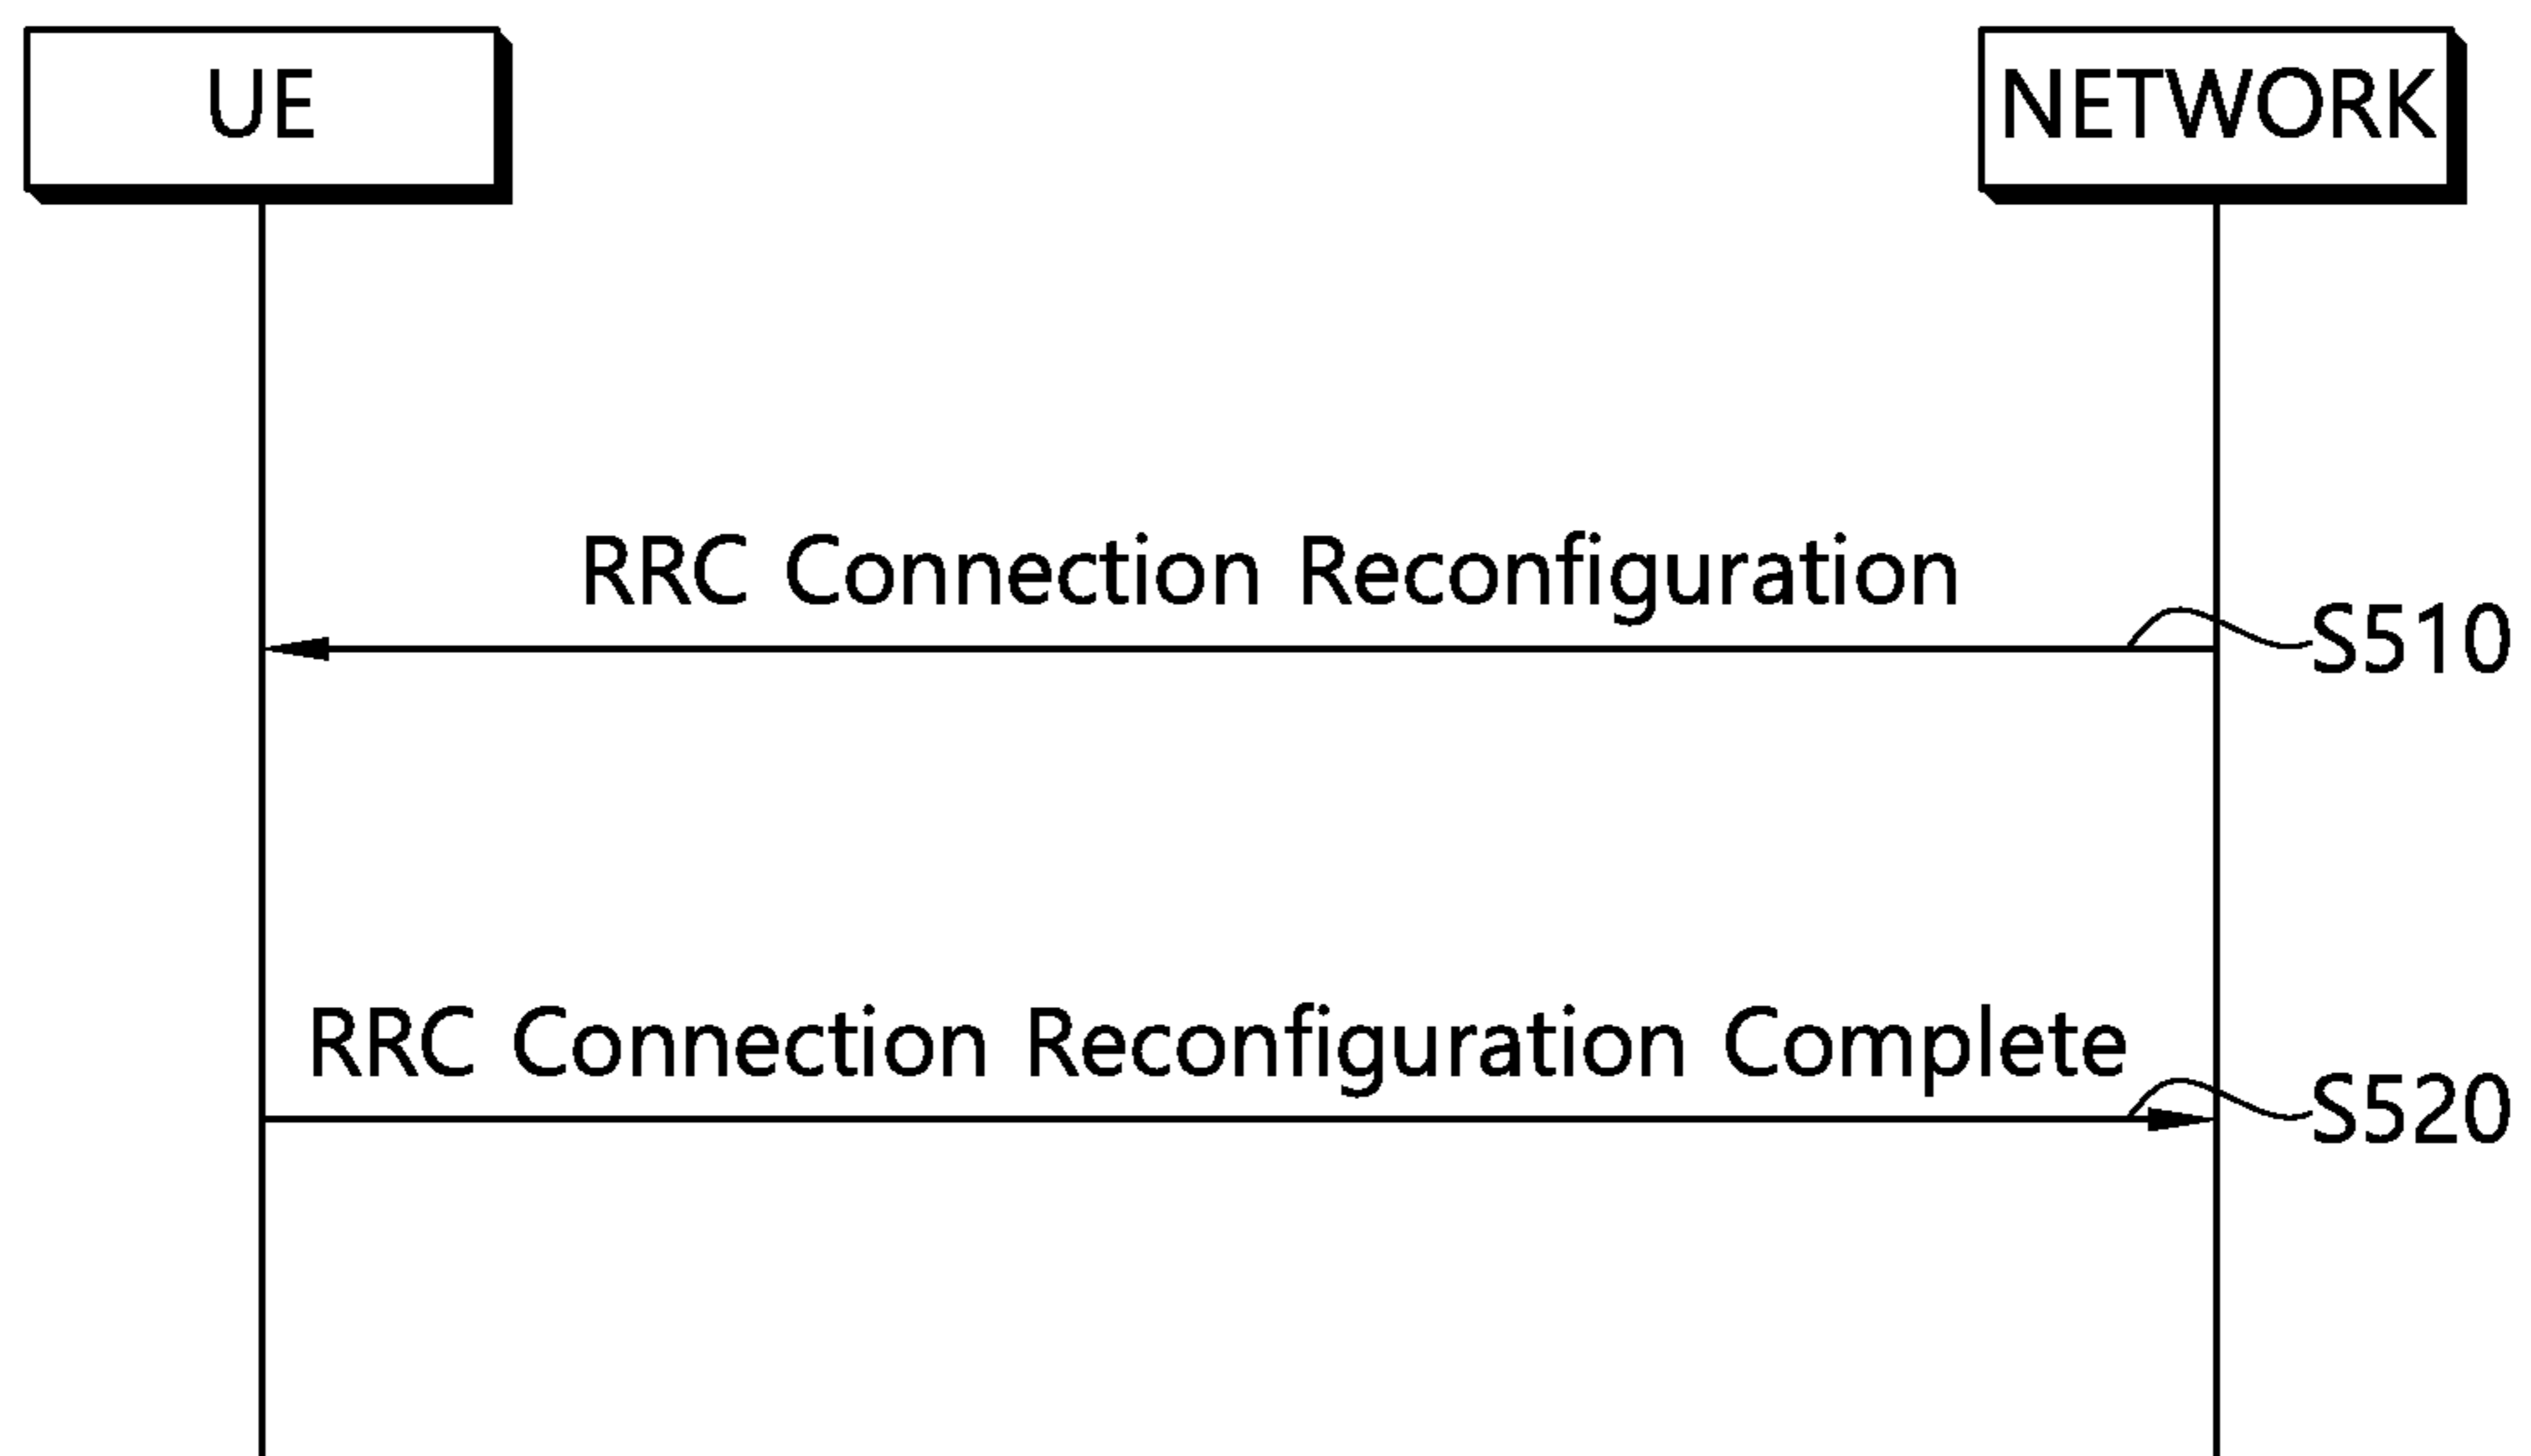 UE
NETWORK
RRC Connection Reconfiguration
S510
RRC Connection Reconfiguration Complete
S520